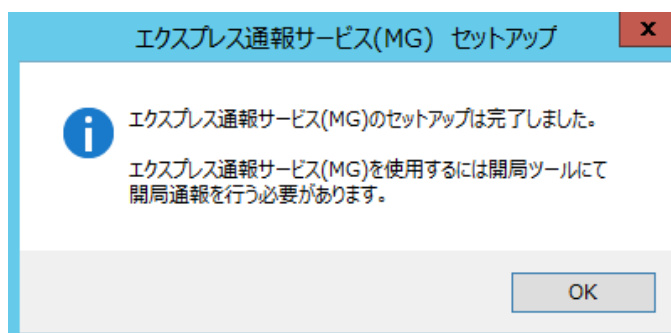 エクスプレス通報サービス(MG) セットアップ
x
エクスプレス通報サービス(MG)のセットアップは完了しました。
エクスプレス通報サービス(MG)を使用するには開局ツールにて
開局通報を行う必要があります。
OK